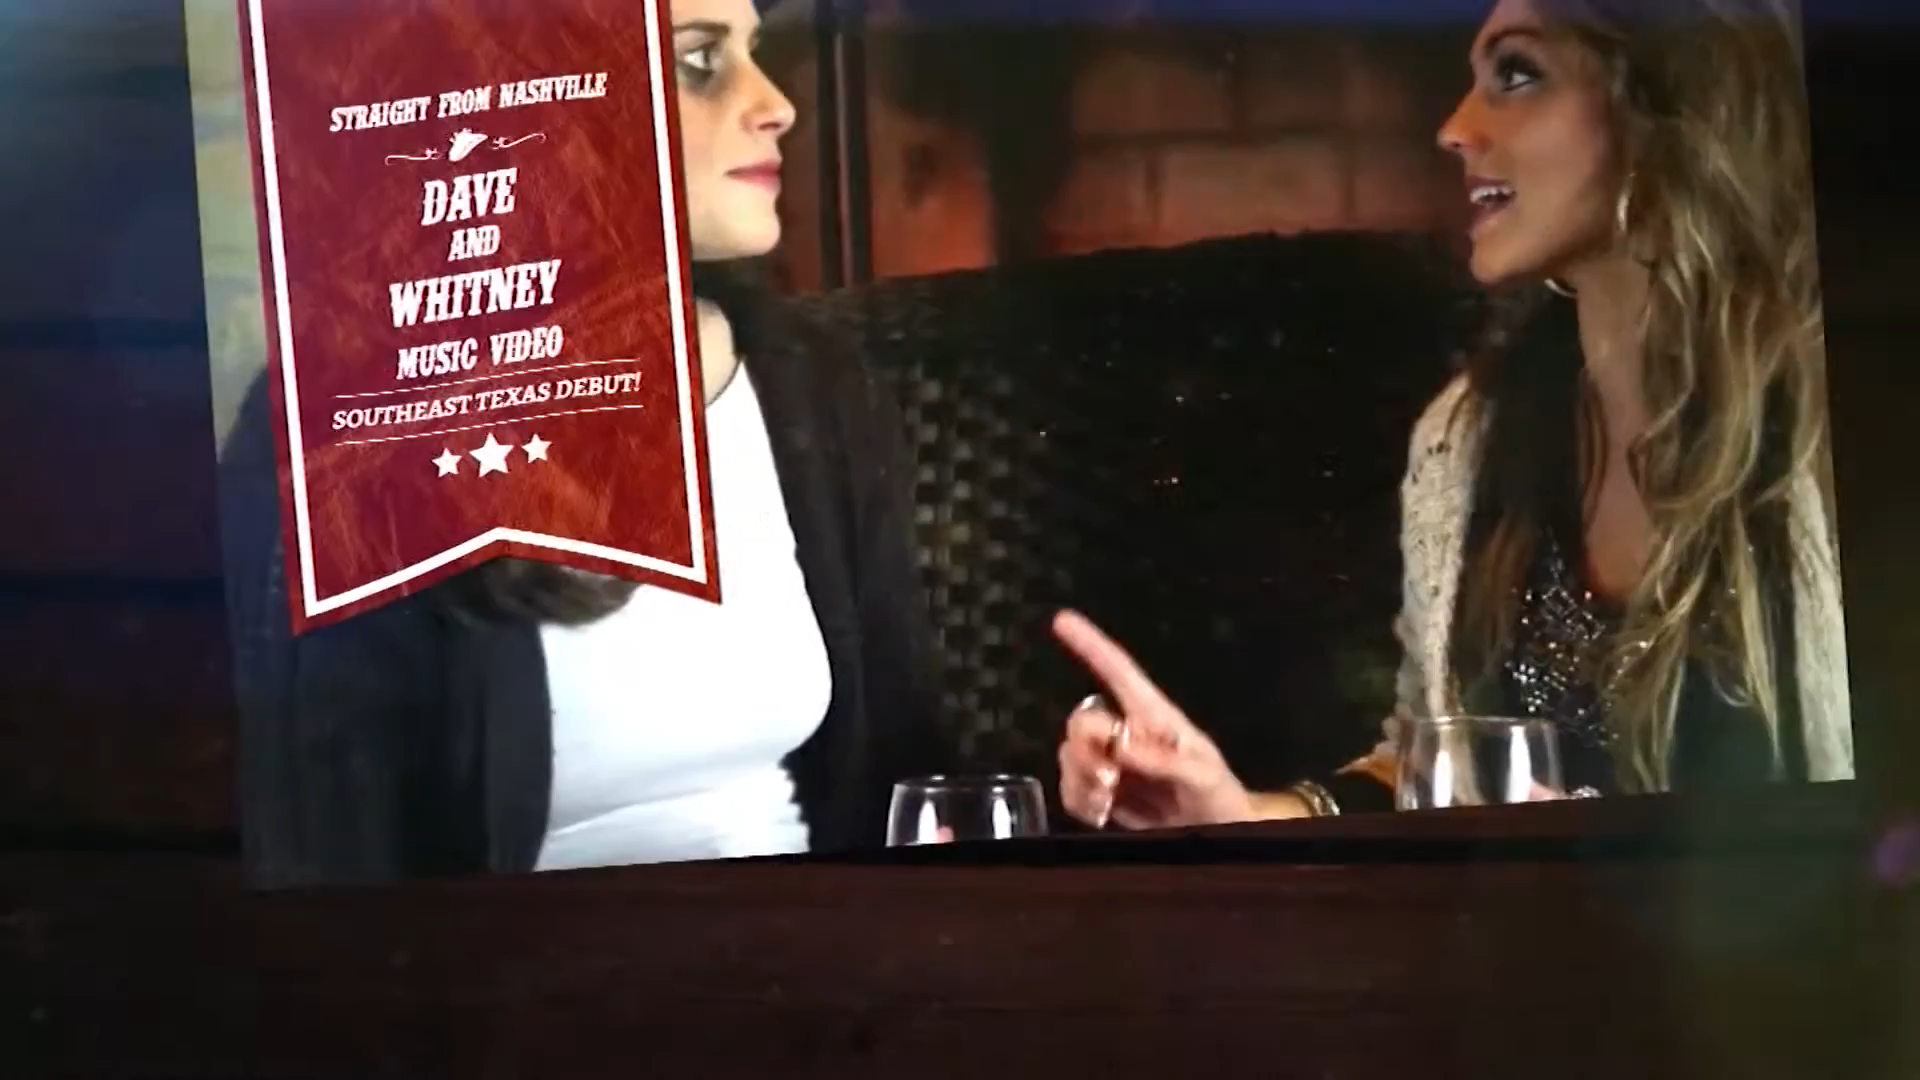 STRAIGHT FROM NASHVILLE
DAVE
AND
WHITNEY
MUSIC VIDEO
SOUTHEAST TEXAS DEBUT!